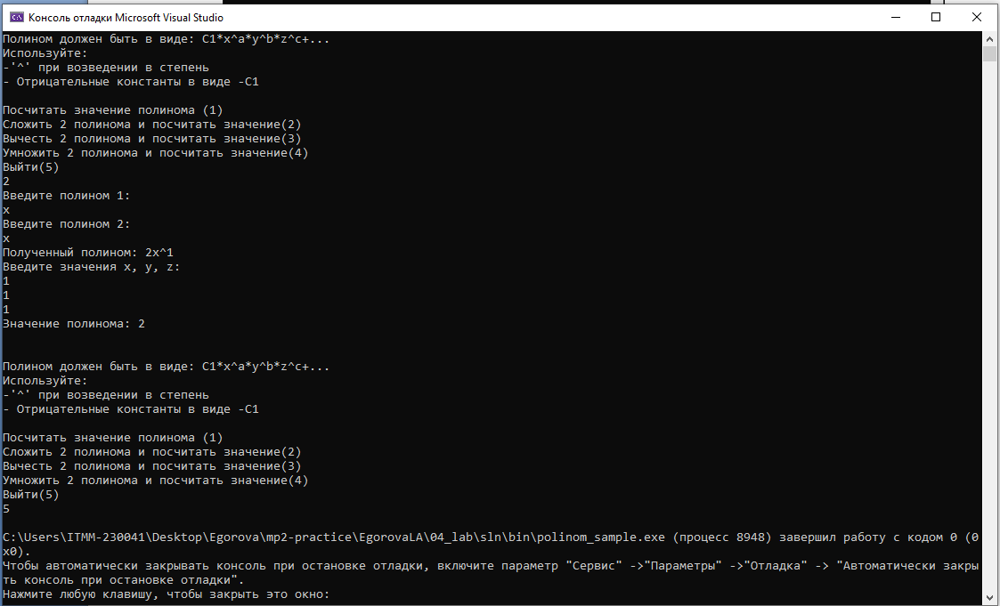 Консоль отладки Microsoft Visual Studio
Полином должен быть в виде: C1*x^a*y^b*z^c+...
Используйте:
-'^' при возведении в степень
- Отрицательные константы в виде -C1
Посчитать значение полинома (1)
Сложить 2 полинома и посчитать значение(2)
Вычесть 2 полинома и посчитать значение(3)
Умножить 2 полинома и посчитать значение(4)
Выйти(5)
2
Введите полином 1:
x
Введите полином 2:
x
Полученный полином: 2x^1
Введите значения x, y, z:
1
1
1
Значение полинома: 2
Полином должен быть в виде: C1*x^a*y^b*z^c+...
Используйте:
-'^' при возведении в степень
- Отрицательные константы в виде -C1
Посчитать значение полинома (1)
Сложить 2 полинома и посчитать значение(2)
Вычесть 2 полинома и посчитать значение(3)
Умножить 2 полинома и посчитать значение(4)
Выйти(5)
5
C:\Users\ITMM-230041\Desktop\Egorova\mp2-practice\EgorovaLA\04_lab\sln\bin\polinom_sample.exe (процесс 8948) завершил работу с кодом 0 (0
x0).
Чтобы автоматически закрывать консоль при остановке отладки, включите параметр "Сервис" ->"Параметры" ->"Отладка" -> "Автоматически закры
ть консоль при остановке отладки".
Нажмите любую клавишу, чтобы закрыть это окно: